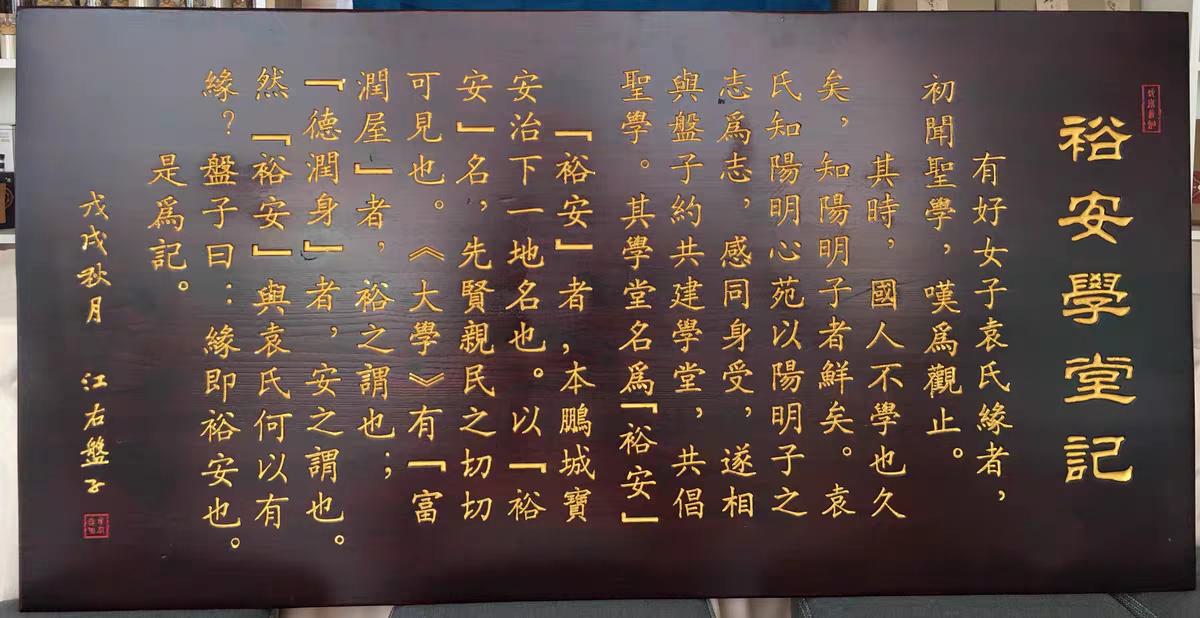 裕安學堂記
有好女子袁氏緣者，
初聞聖學，嘆爲觀止。
其時，國人不學也久
矣，知陽明子者鮮矣。袁
氏知陽明心苑以陽明子之
志爲志，感同身受，遂相
與盤子約共建學堂，共倡
聖學。其學堂名爲「裕安」
「裕安」者，本鵬城寶
安治下一地名也。以「裕
安」名，先賢親民之切切
可見也。《大學》有「富
潤屋」者，裕之謂也；
「德潤身」者，安之謂也。
然「裕安」與袁氏何以有
緣？盤子曰：緣即裕安也。
是爲記。
戊戌秋月 江右盤子